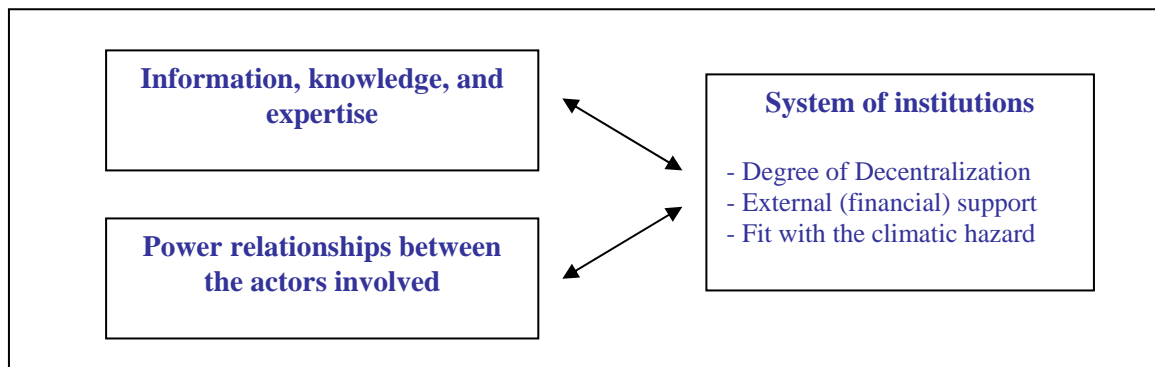 Information, knowledge, and
expertise
Power relationships between
the actors involved
System of institutions
- Degree of Decentralization
- External (financial) support
- Fit with the climatic hazard